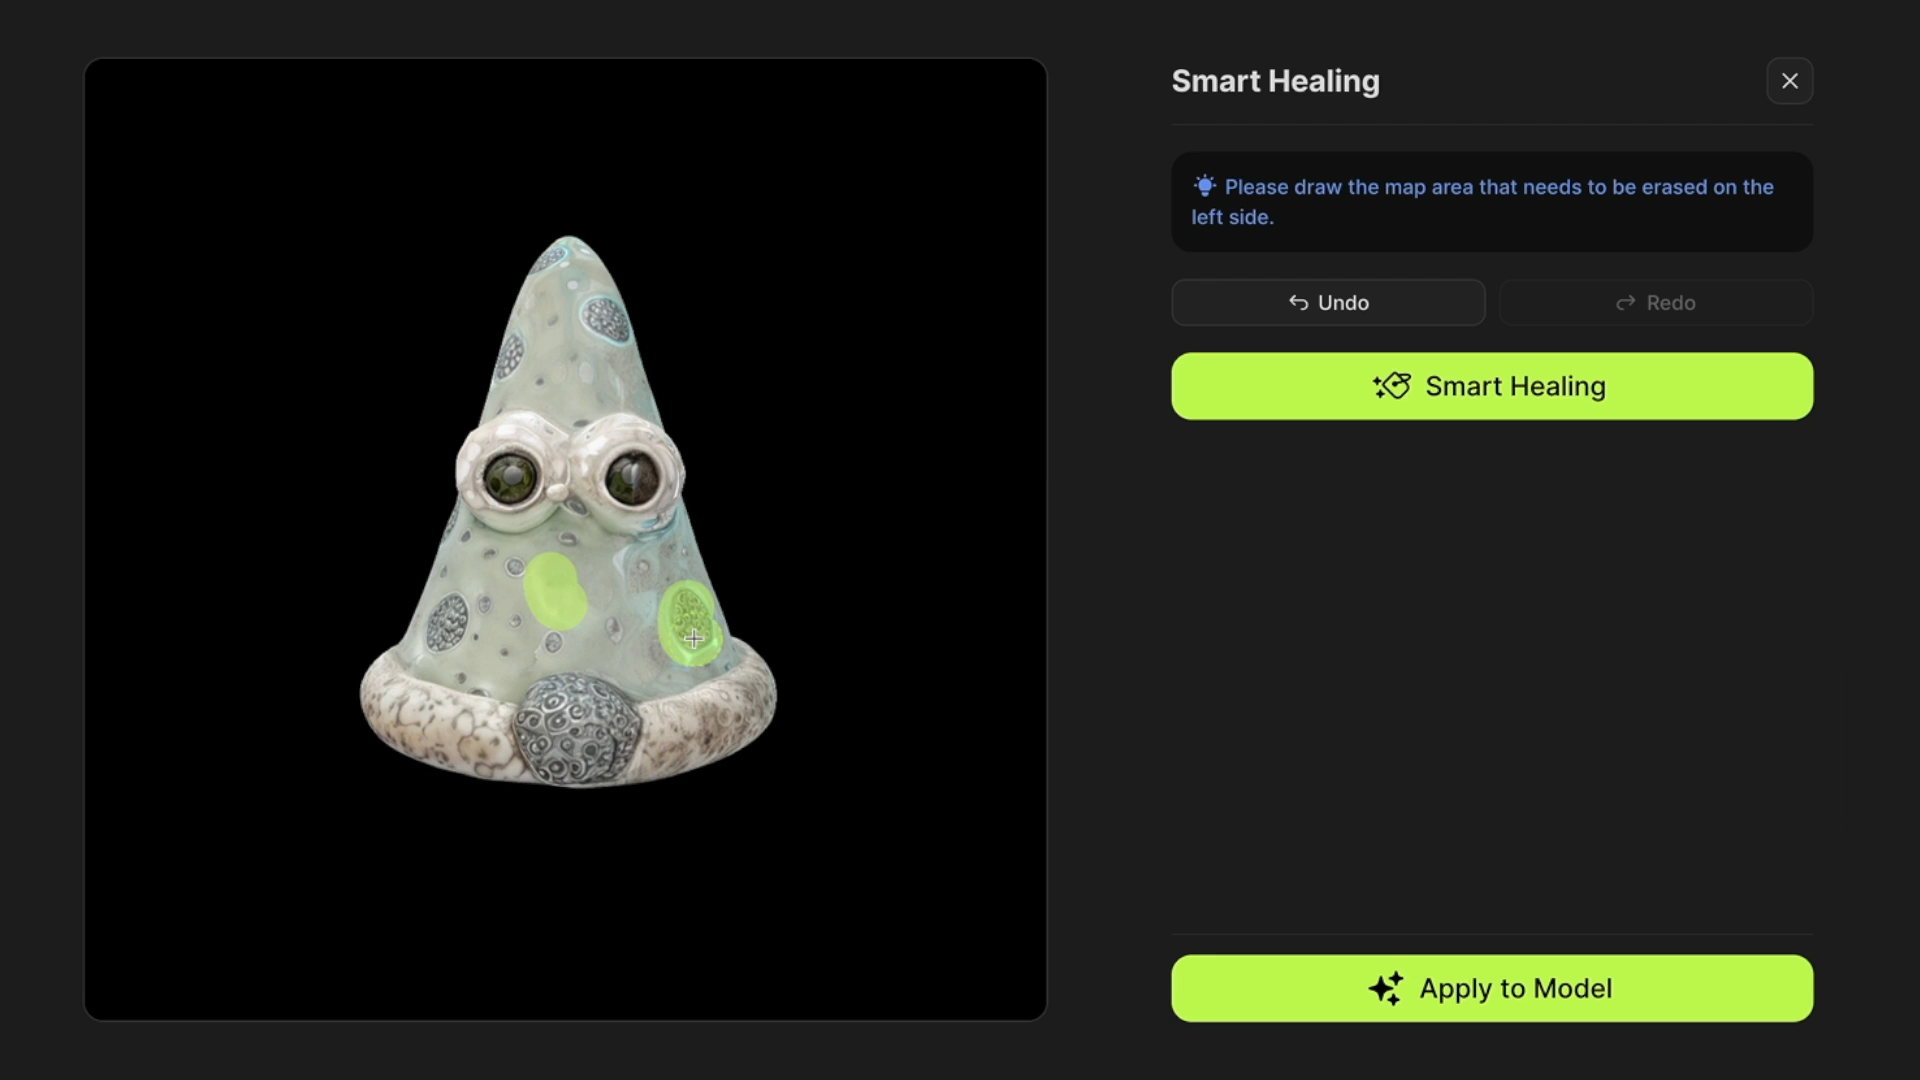 Smart Healing
Please draw the map area that needs to be erased on the
left side.
Undo
Redo
Smart Healing
Apply to Model